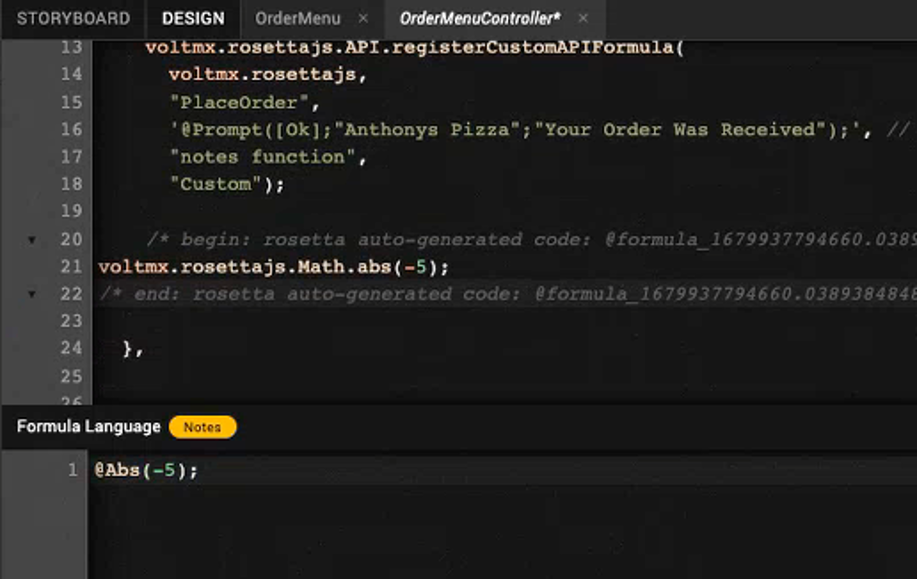 STORYBOARD DESIGN OrderMenu × OrderMenuController* ×
13 voltmx.rosettajs.API.registerCustomAPIFormula(
14 voltmx.rosettajs,
15 "PlaceOrder",
16 '@Prompt([Ok];"Anthonys Pizza";"Your Order Was Received");', //
17 "notes function",
18 "Custom");
19
20 /* begin: rosetta auto-generated code: @formula_1679937794660.0389
21 voltmx.rosettajs.Math.abs(-5);
22 /* end: rosetta auto-generated code: @formula_1679937794660.0389384848
23
24 },
25
26
Formula Language Notes
1 @Abs(-5);